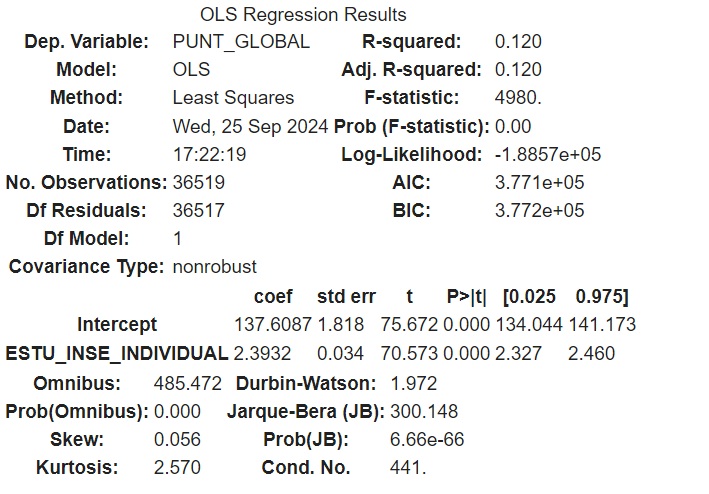 OLS Regression Results
Dep. Variable: PUNT_GLOBAL R-squared: 0.120
Model: OLS Adj. R-squared: 0.120
Method: Least Squares F-statistic: 4980.
Date: Wed, 25 Sep 2024 Prob (F-statistic): 0.00
Time: 17:22:19 Log-Likelihood: -1.8857e+05
No. Observations: 36519 AIC: 3.771e+05
Df Residuals: 36517 BIC: 3.772e+05
Df Model: 1
Covariance Type: nonrobust
coef std err t P>|t| [0.025 0.975]
Intercept 137.6087 1.818 75.672 0.000 134.044 141.173
ESTU_INSE_INDIVIDUAL 2.3932 0.034 70.573 0.000 2.327 2.460
Omnibus: 485.472 Durbin-Watson: 1.972
Prob(Omnibus): 0.000 Jarque-Bera (JB): 300.148
Skew: 0.056 Prob(JB): 6.66e-66
Kurtosis: 2.570 Cond. No. 441.